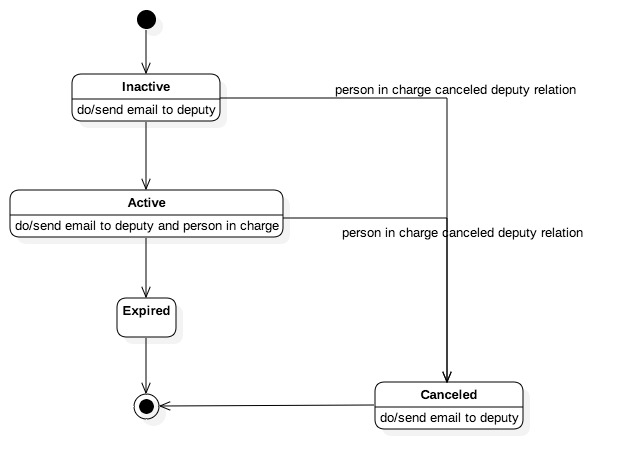 Inactive
do/send email to deputy
person in charge canceled deputy relation
Active
do/send email to deputy and person in charge
person in charge canceled deputy relation
Expired
Canceled
do/send email to deputy